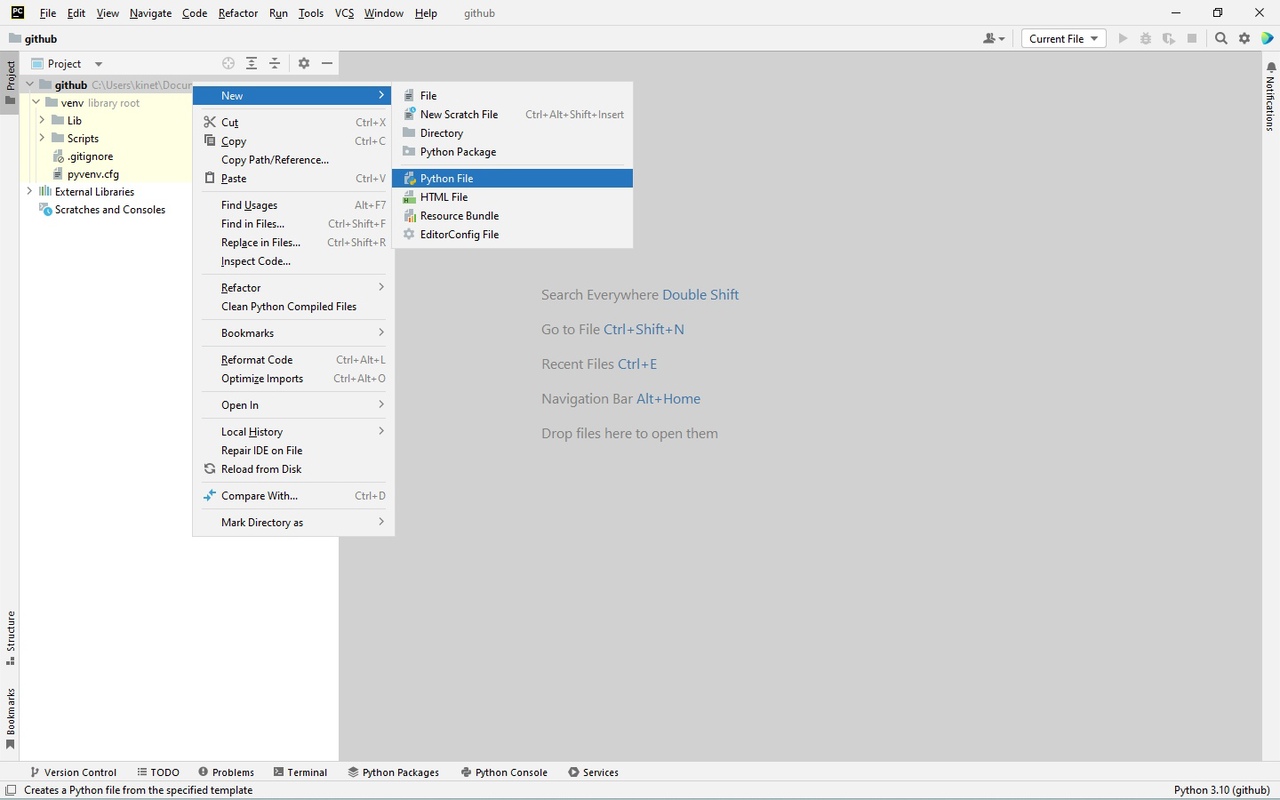 PC File Edit View Navigate Code Refactor Run Tools VCS Window Help github
github Current File
Project
github C:\Users\kinet\Docum
venv library root
Lib
Scripts
.gitignore
pyvenv.cfg
External Libraries
Scratches and Consoles
New
Cut Ctrl+X
Copy Ctrl+C
Copy Path/Reference...
Paste Ctrl+V
Find Usages Alt+F7
Find in Files... Ctrl+Shift+F
Replace in Files... Ctrl+Shift+R
Inspect Code...
Refactor
Clean Python Compiled Files
Bookmarks
Reformat Code Ctrl+Alt+L
Optimize Imports Ctrl+Alt+O
Open In
Local History
Repair IDE on File
Reload from Disk
Compare With... Ctrl+D
Mark Directory as
File
New Scratch File Ctrl+Alt+Shift+Insert
Directory
Python Package
Python File
HTML File
Resource Bundle
EditorConfig File
Search Everywhere Double Shift
Go to File Ctrl+Shift+N
Recent Files Ctrl+E
Navigation Bar Alt+Home
Drop files here to open them
Project
Structure
Bookmarks
Notifications
Version Control TODO Problems Terminal Python Packages Python Console Services
Creates a Python file from the specified template Python 3.10 (github)